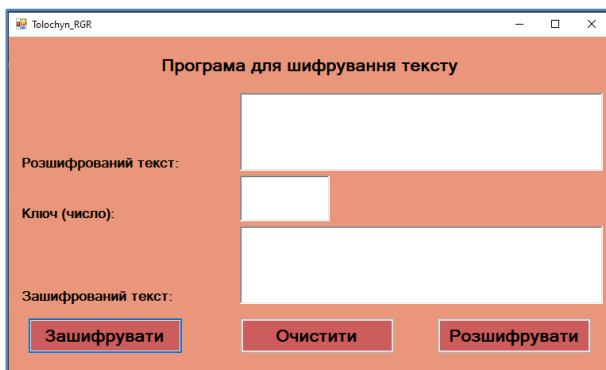 Tolochyn_RGR
Програма для шифрування тексту
Розшифрований текст:
Ключ (число):
Зашифрований текст:
Зашифрувати Очистити Розшифрувати